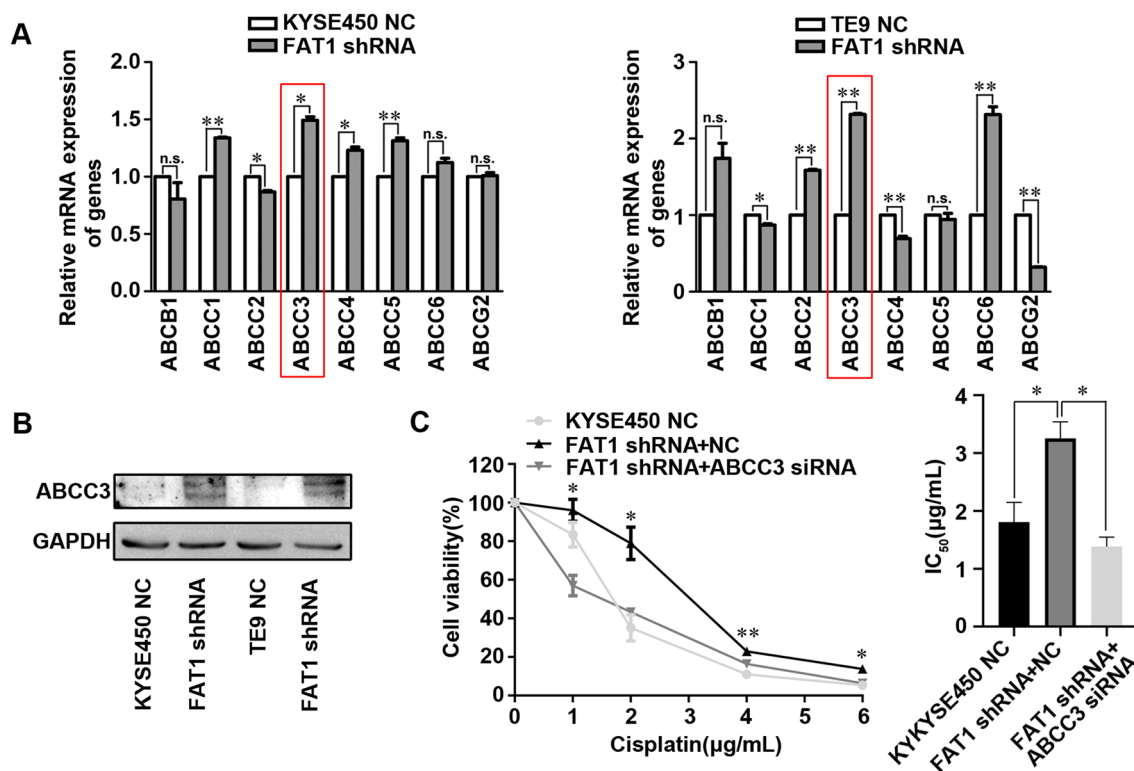 A
KYSE450 NC
FAT1 shRNA
Relative mRNA expression
of genes
2.0
1.5
1.0
0.5
0.0
n.s.
**
*
*
*
**
n.s.
n.s.
ABCB1
ABCC1
ABCC2
ABCC3
ABCC4
ABCC5
ABCC6
ABCG2
TE9 NC
FAT1 shRNA
Relative mRNA expression
of genes
3
2
1
0
n.s.
*
**
**
**
n.s.
**
**
ABCB1
ABCC1
ABCC2
ABCC3
ABCC4
ABCC5
ABCC6
ABCG2
B
ABCC3
GAPDH
KYSE450 NC
FAT1 shRNA
TE9 NC
FAT1 shRNA
C
KYSE450 NC
FAT1 shRNA+NC
FAT1 shRNA+ABCC3 siRNA
Cell viability(%)
120
100
80
60
40
20
0
*
*
**
*
0
1
2
4
6
Cisplatin(μg/mL)
IC50(μg/mL)
4
3
2
1
0
*
*
KYKYSE450 NC
FAT1 shRNA+NC
FAT1 shRNA+
ABCC3 siRNA